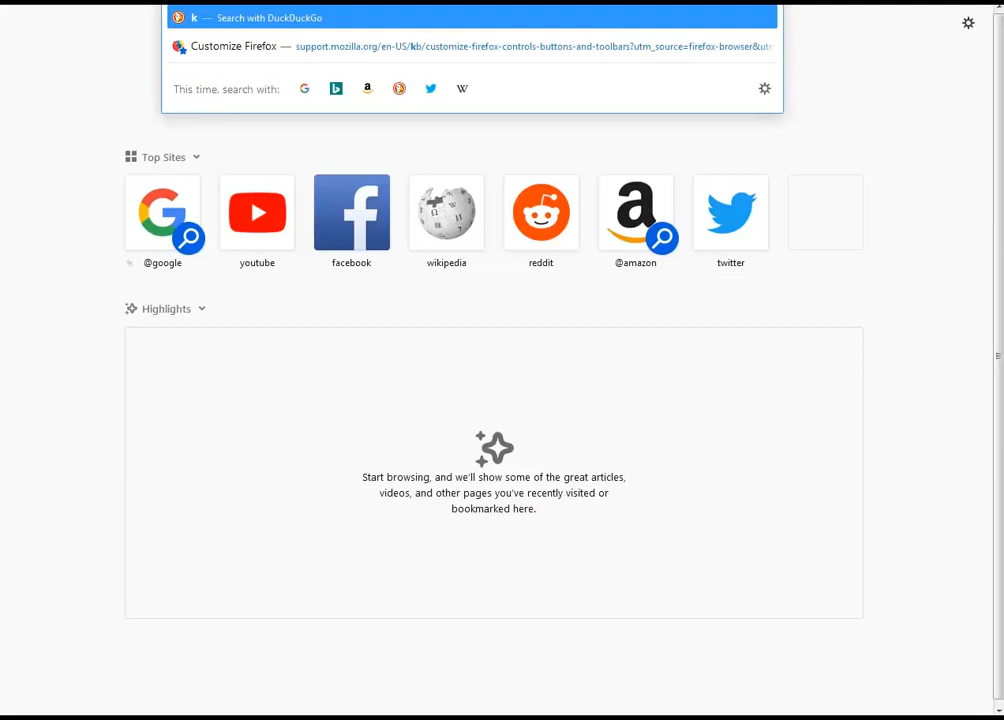 k — Search with DuckDuckGo
Customize Firefox — support.mozilla.org/en-US/kb/customize-firefox-controls-buttons-and-toolbars?utm_source=firefox-browser&utm
This time, search with:
Top Sites
@google youtube facebook wikipedia reddit @amazon twitter
Highlights
Start browsing, and we'll show some of the great articles,
videos, and other pages you've recently visited or
bookmarked here.